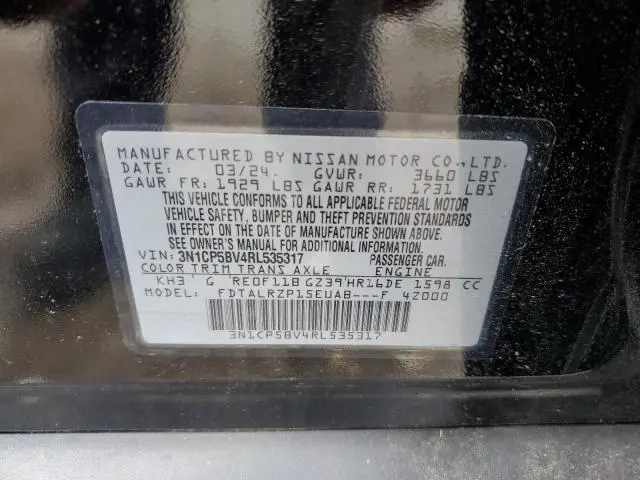 MANUFACTURED BY NISSAN MOTOR CO.,LTD.
DATE: 03/24. GVWR: 3660 LBS
GAWR FR: 1929 LBS GAWR RR: 1731 LBS
THIS VEHICLE CONFORMS TO ALL APPLICABLE FEDERAL MOTOR
VEHICLE SAFETY, BUMPER AND THEFT PREVENTION STANDARDS
IN EFFECT ON THE DATE OF MANUFACTURE SHOWN ABOVE.
SEE OWNER'S MANUAL FOR ADDITIONAL INFORMATION.
VIN: 3N1CP5BV4RL535317 PASSENGER CAR.
COLOR TRIM TRANS AXLE ENGINE
KH3 G RE0F11B GZ39 HR16DE 1598 CC
MODEL: FDTALRZP15EUAB---F 4Z000
3N1CP5BV4RL535317